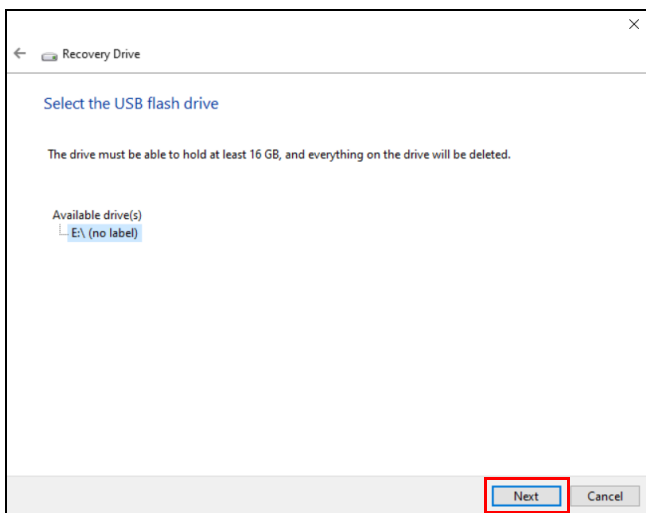 Recovery Drive
Select the USB flash drive
The drive must be able to hold at least 16 GB, and everything on the drive will be deleted.
Available drive(s)
E:\ (no label)
Next Cancel